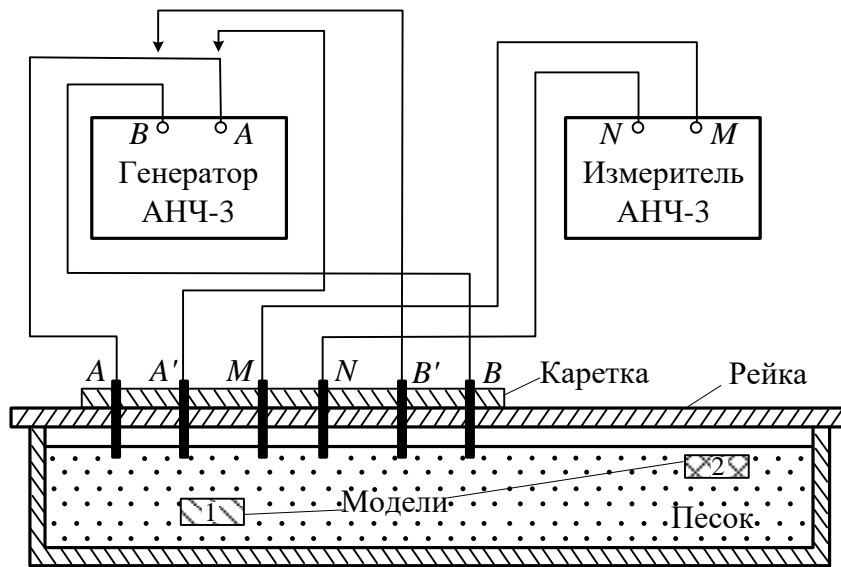 B A
Генератор
АНЧ-3
N M
Измеритель
АНЧ-3
A A' M N B' B
Каретка
Рейка
1
Модели
2
Песок